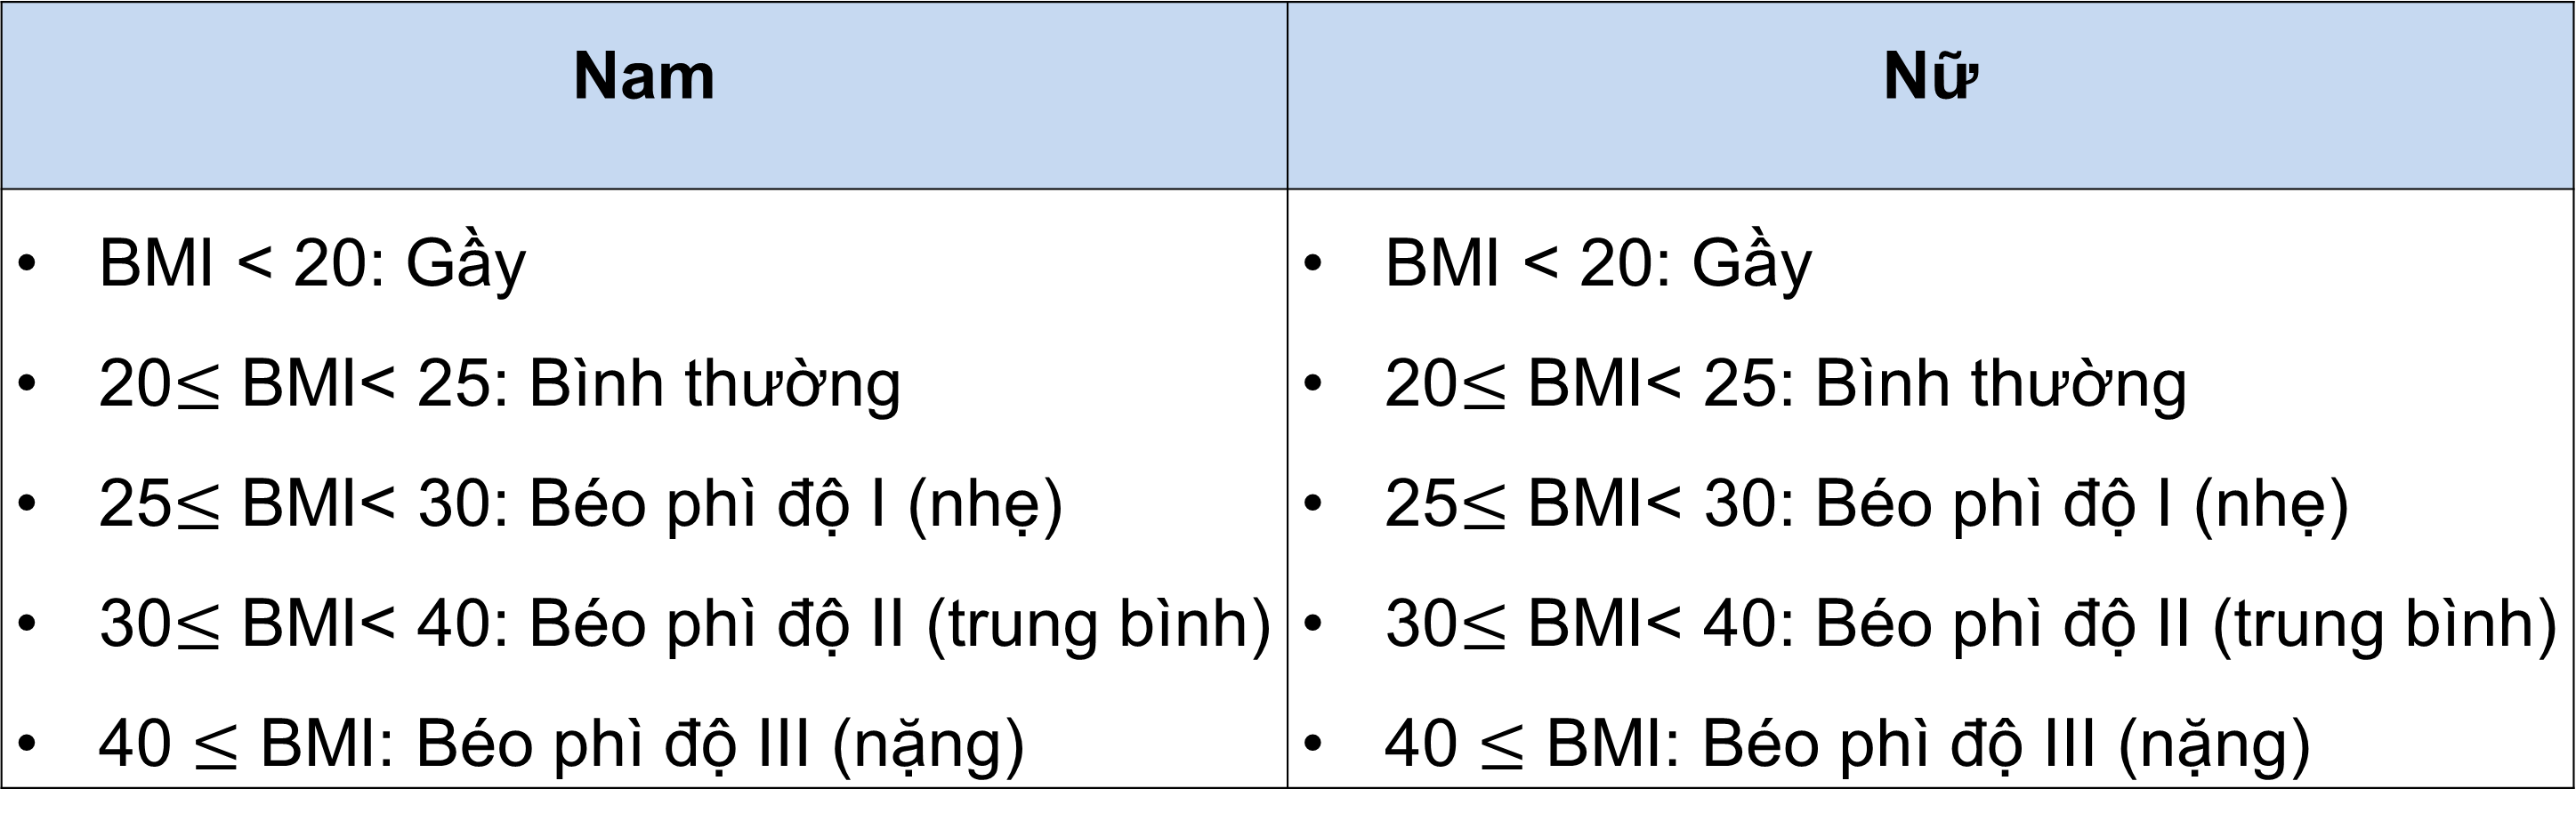 Nam
Nữ
• BMI < 20: Gầy
• 20≤ BMI< 25: Bình thường
• 25≤ BMI< 30: Béo phì độ I (nhẹ)
• 30≤ BMI< 40: Béo phì độ II (trung bình)
• 40 ≤ BMI: Béo phì độ III (nặng)
• BMI < 20: Gầy
• 20≤ BMI< 25: Bình thường
• 25≤ BMI< 30: Béo phì độ I (nhẹ)
• 30≤ BMI< 40: Béo phì độ II (trung bình)
• 40 ≤ BMI: Béo phì độ III (nặng)